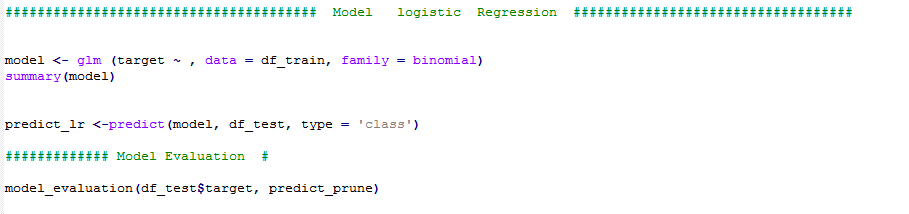 ####################################### Model logistic Regression ###################################
model <- glm (target ~ , data = df_train, family = binomial)
summary(model)
predict_lr <-predict(model, df_test, type = 'class')
############# Model Evaluation #
model_evaluation(df_test$target, predict_prune)